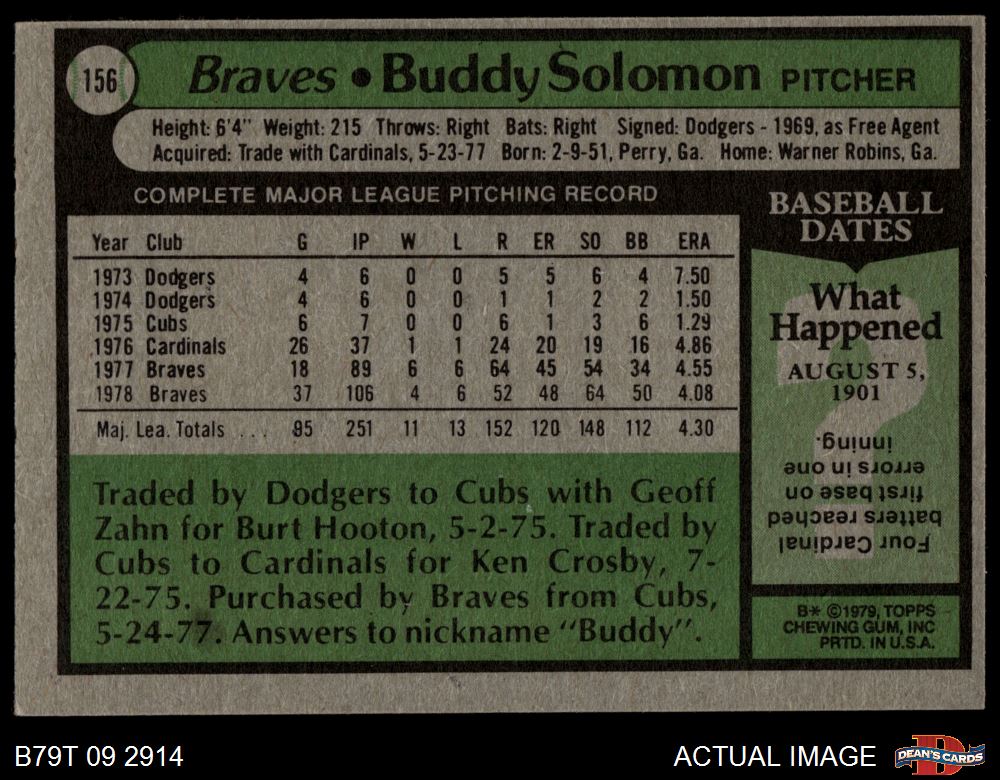 156
Braves • Buddy Solomon PITCHER
Height: 6'4" Weight: 215 Throws: Right Bats: Right Signed: Dodgers - 1969, as Free Agent
Acquired: Trade with Cardinals, 5-23-77 Born: 2-9-51, Perry, Ga. Home: Warner Robins, Ga.
COMPLETE MAJOR LEAGUE PITCHING RECORD
Year Club G IP W L R ER SO BB ERA
1973 Dodgers 4 6 0 0 5 5 6 4 7.50
1974 Dodgers 4 6 0 0 1 1 2 2 1.50
1975 Cubs 6 7 0 0 6 1 3 6 1.29
1976 Cardinals 26 37 1 1 24 20 19 16 4.86
1977 Braves 18 89 6 6 64 45 54 34 4.55
1978 Braves 37 106 4 6 52 48 64 50 4.08
Maj. Lea. Totals ... 95 251 11 13 152 120 148 112 4.30
Traded by Dodgers to Cubs with Geoff
Zahn for Burt Hooton, 5-2-75. Traded by
Cubs to Cardinals for Ken Crosby, 7-
22-75. Purchased by Braves from Cubs,
5-24-77. Answers to nickname "Buddy".
BASEBALL
DATES
What
Happened
AUGUST 5,
1901
?
Four Cardinal
batters reached
first base on
errors in one
inning.
B* ©1979, TOPPS
CHEWING GUM, INC
PRTD. IN U.S.A.
B79T 09 2914
ACTUAL IMAGE
D
DEAN'S CARDS